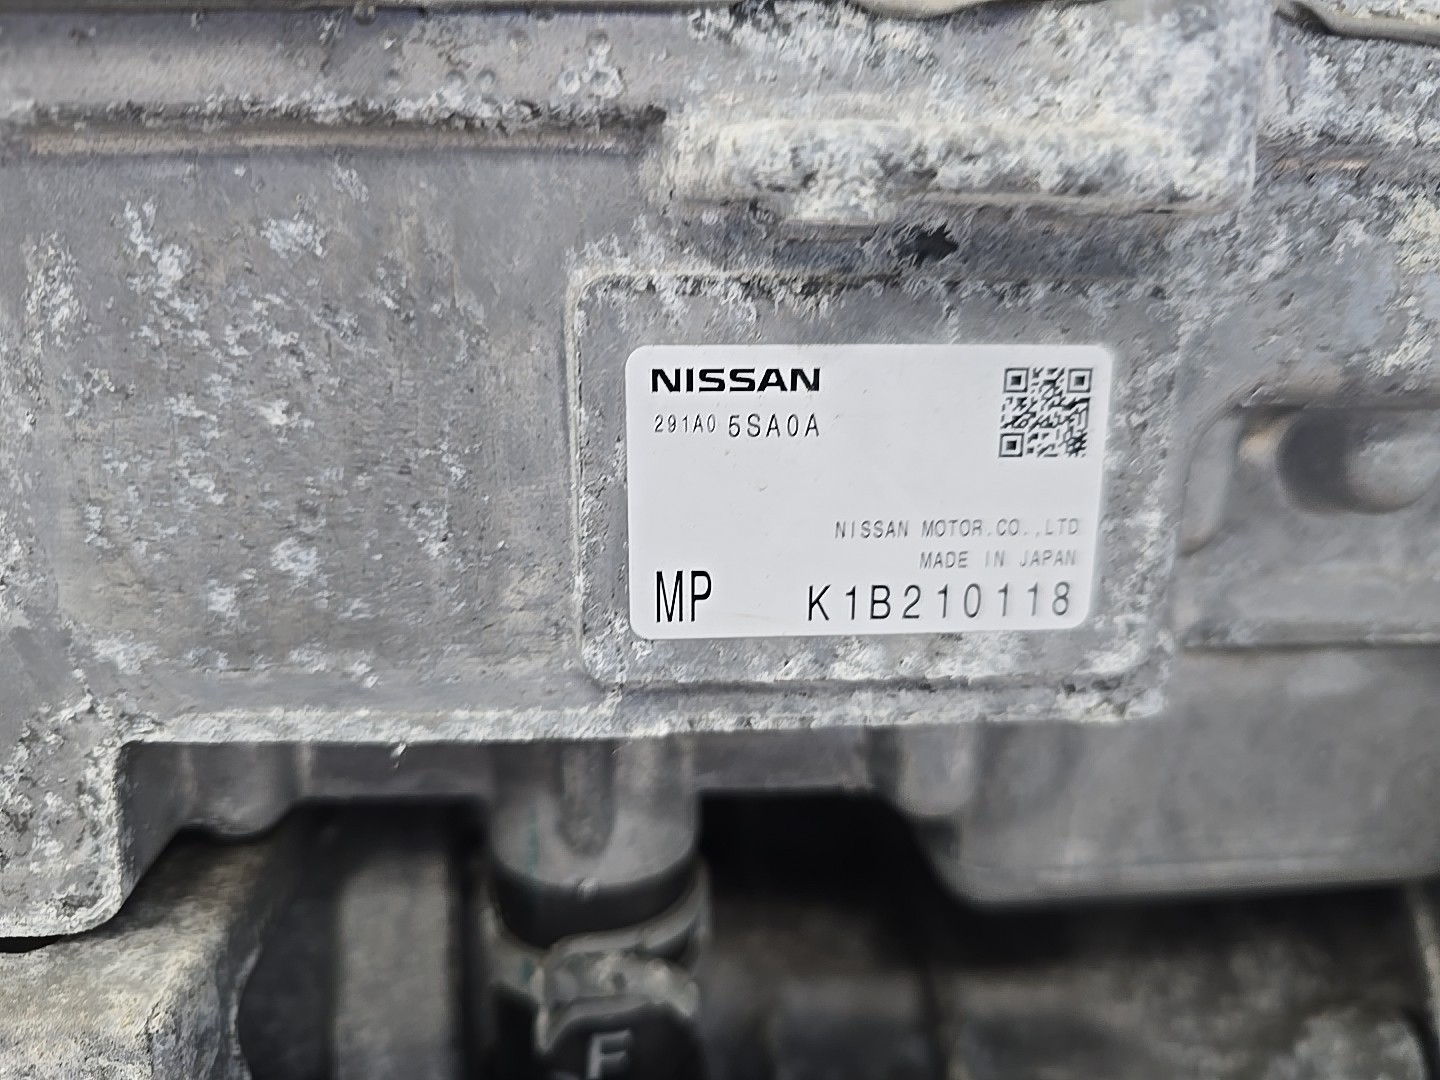 NISSAN
291A0 5SA0A
NISSAN MOTOR.CO.,LTD
MADE IN JAPAN
MP K1B210118
F